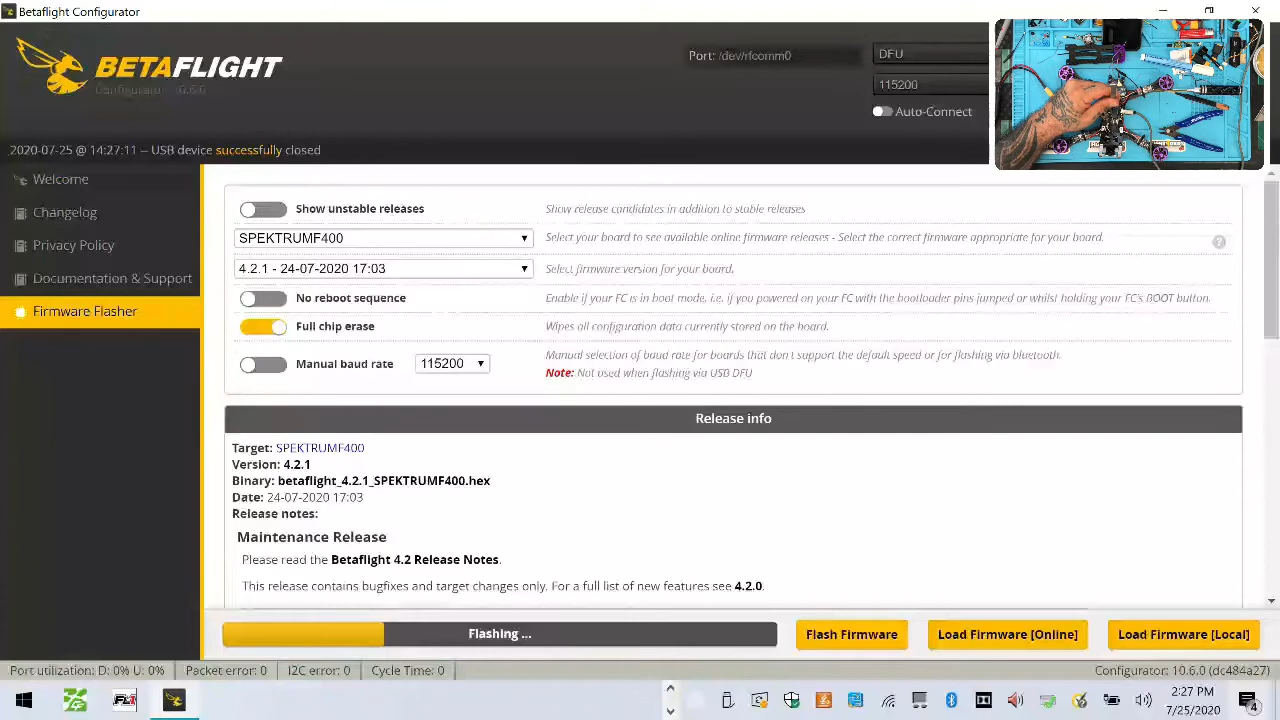 Betaflight Configurator
BETAFLIGHT
Configurator 10.6.0
Port: /dev/rfcomm0
DFU
115200
Auto-Connect
2020-07-25 @ 14:27:11 -- USB device successfully closed
Welcome
Changelog
Privacy Policy
Documentation & Support
Firmware Flasher
Show unstable releases
Show release candidates in addition to stable releases
SPEKTRUMF400
Select your board to see available online firmware releases - Select the correct firmware appropriate for your board.
4.2.1 - 24-07-2020 17:03
Select firmware version for your board.
No reboot sequence
Enable if your FC is in boot mode, i.e. if you powered on your FC with the bootloader pins jumped or whilst holding your FC's BOOT button.
Full chip erase
Wipes all configuration data currently stored on the board.
Manual baud rate
115200
Manual selection of baud rate for boards that don't support the default speed or for flashing via bluetooth.
Note: Not used when flashing via USB DFU
Release info
Target: SPEKTRUMF400
Version: 4.2.1
Binary: betaflight_4.2.1_SPEKTRUMF400.hex
Date: 24-07-2020 17:03
Release notes:
Maintenance Release
Please read the Betaflight 4.2 Release Notes.
This release contains bugfixes and target changes only. For a full list of new features see 4.2.0.
Flashing ...
Flash Firmware
Load Firmware [Online]
Load Firmware [Local]
Port utilization: D: 0% U: 0%
Packet error: 0
I2C error: 0
Cycle Time: 0
Configurator: 10.6.0 (dc484a27)
2:27 PM
7/25/2020
4